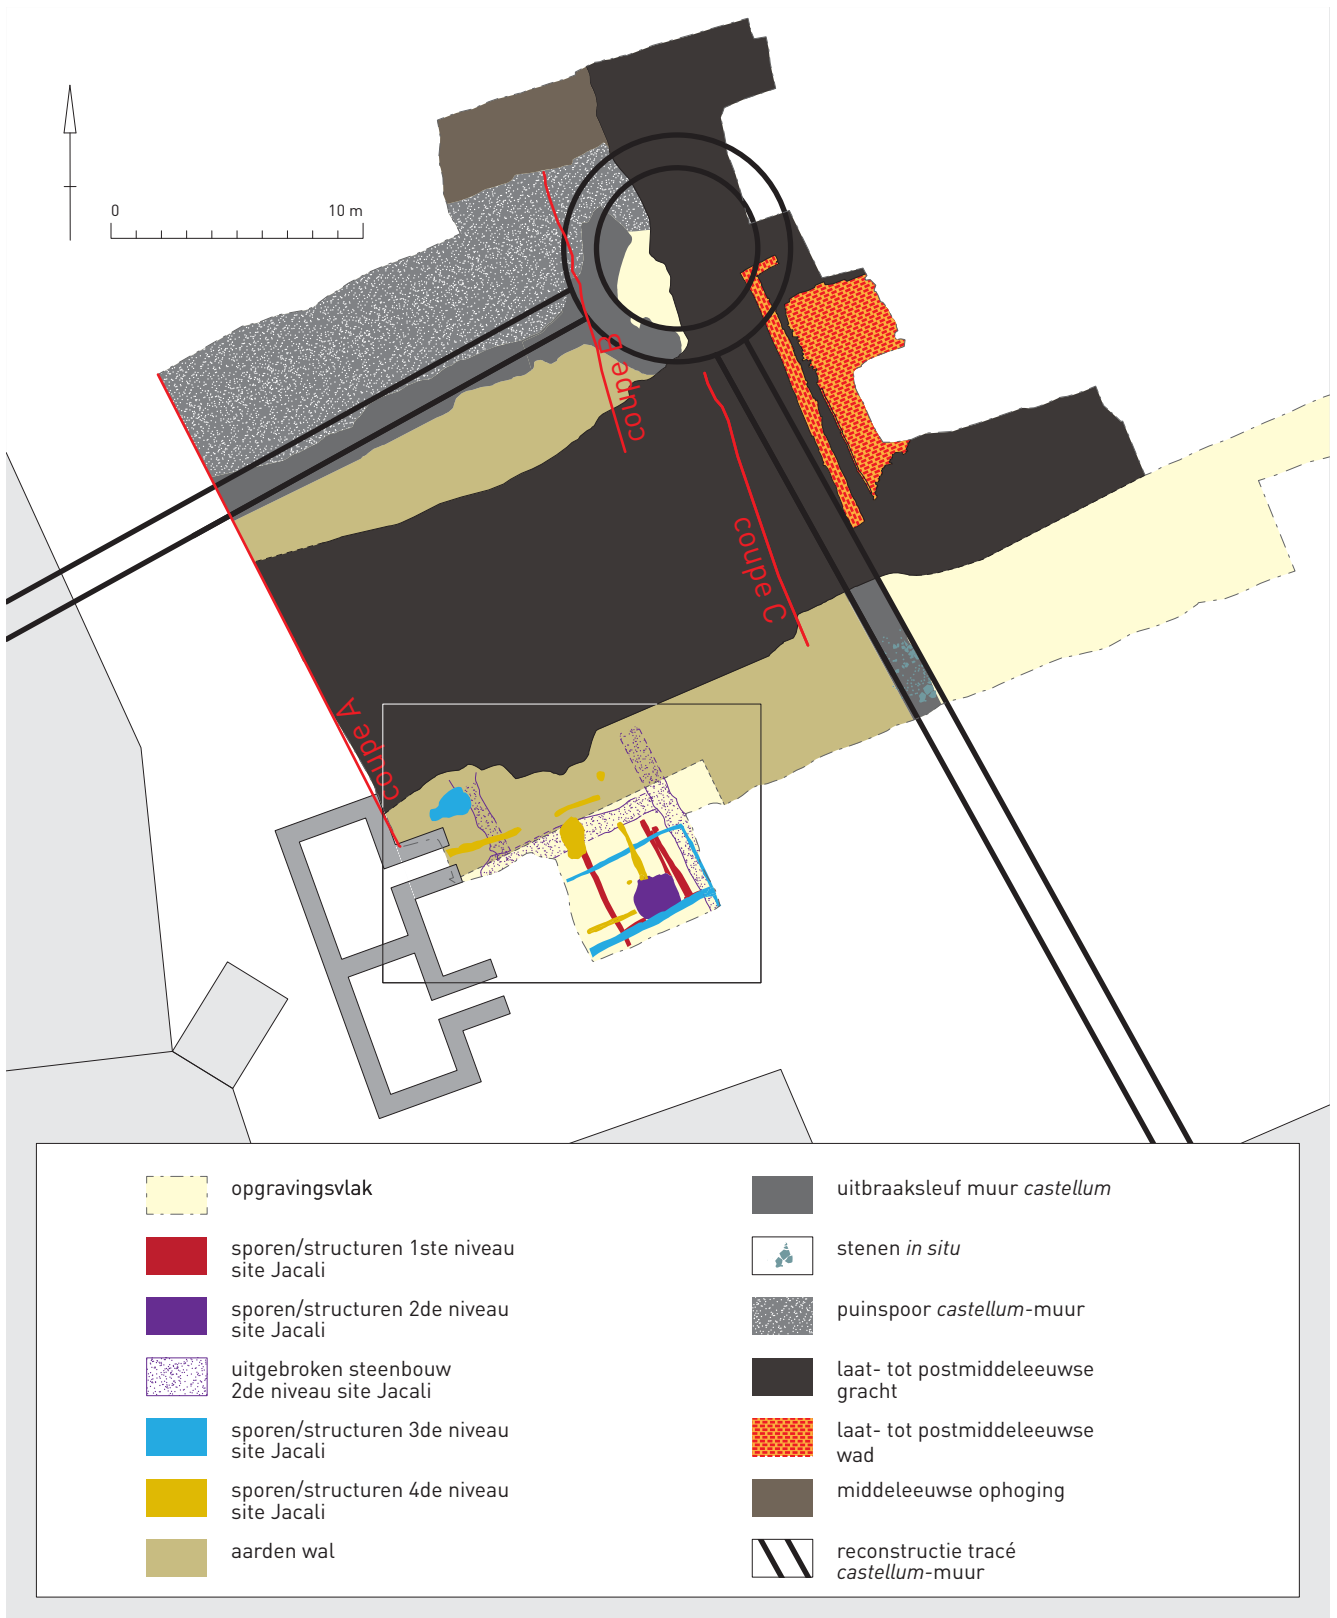 0
10 m
coupe B
coupe C
coupe A
opgravingsvlak
sporen/structuren 1ste niveau
site Jacali
sporen/structuren 2de niveau
site Jacali
uitgebroken steenbouw
2de niveau site Jacali
sporen/structuren 3de niveau
site Jacali
sporen/structuren 4de niveau
site Jacali
aarden wal
uitbraaksleuf muur castellum
stenen in situ
puinspoor castellum-muur
laat- tot postmiddeleeuwse
gracht
laat- tot postmiddeleeuwse
wad
middeleeuwse ophoging
reconstructie tracé
castellum-muur